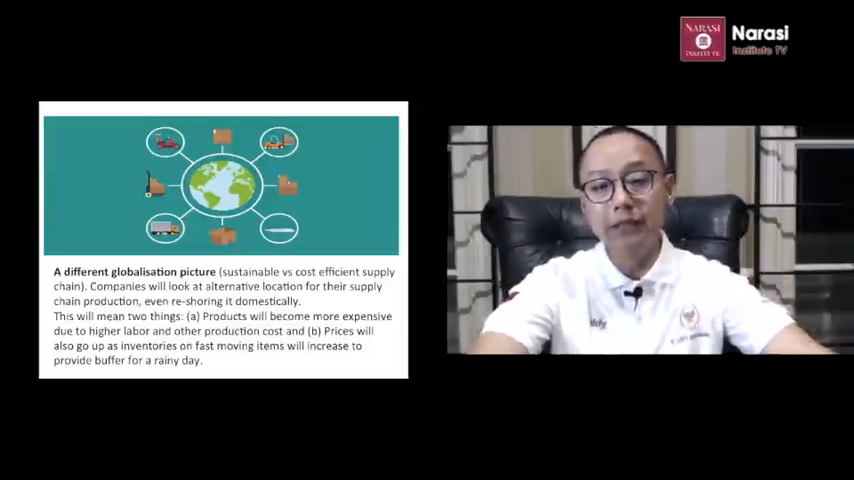 NARASI
INSTITUTE
Narasi
Institute TV
A different globalisation picture (sustainable vs cost efficient supply
chain). Companies will look at alternative location for their supply
chain production, even re-shoring it domestically.
This will mean two things: (a) Products will become more expensive
due to higher labor and other production cost and (b) Prices will
also go up as inventories on fast moving items will increase to
provide buffer for a rainy day.